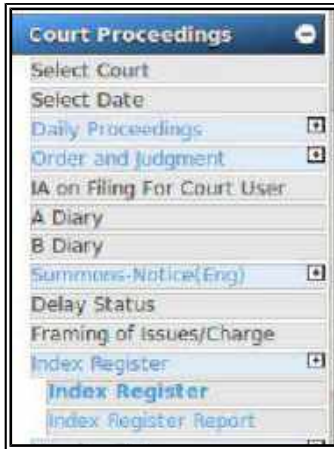 Court Proceedings
Select Court
Select Date
Daily Proceedings
Order and Judgment
IA on Filing For Court User
A Diary
B Diary
Summons-Notice(Eng)
Delay Status
Framing of Issues/Charge
Index Register
Index Register
Index Register Report